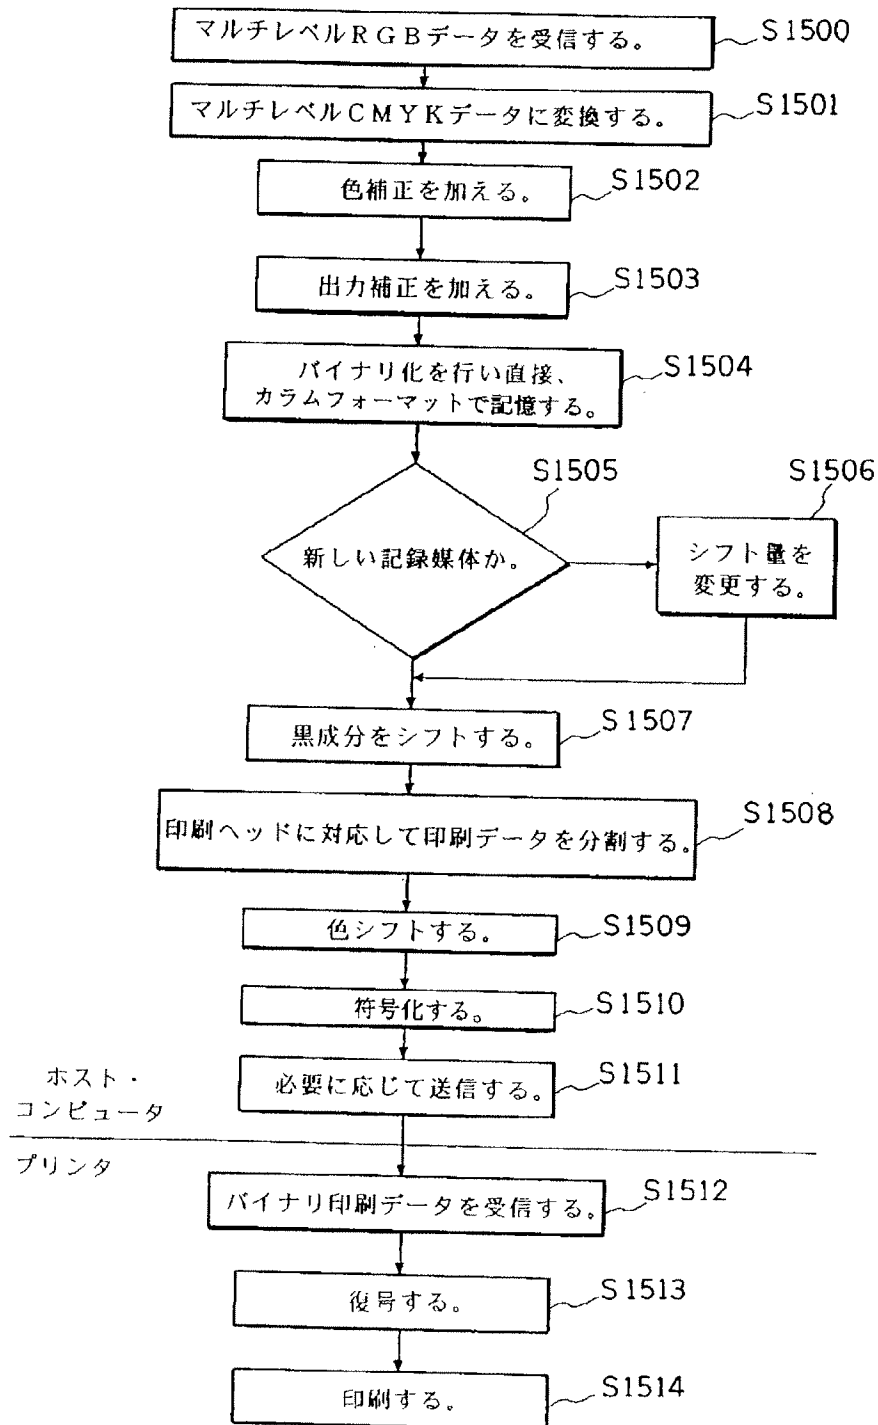 マルチレベルRGBデータを受信する。
S1500
マルチレベルCMYKデータに変換する。
S1501
色補正を加える。
S1502
出力補正を加える。
S1503
バイナリ化を行い直接、
カラムフォーマットで記憶する。
S1504
新しい記録媒体か。
S1505
シフト量を
変更する。
S1506
黒成分をシフトする。
S1507
印刷ヘッドに対応して印刷データを分割する。
S1508
色シフトする。
S1509
符号化する。
S1510
必要に応じて送信する。
S1511
ホスト・
コンピュータ
プリンタ
バイナリ印刷データを受信する。
S1512
復号する。
S1513
印刷する。
S1514